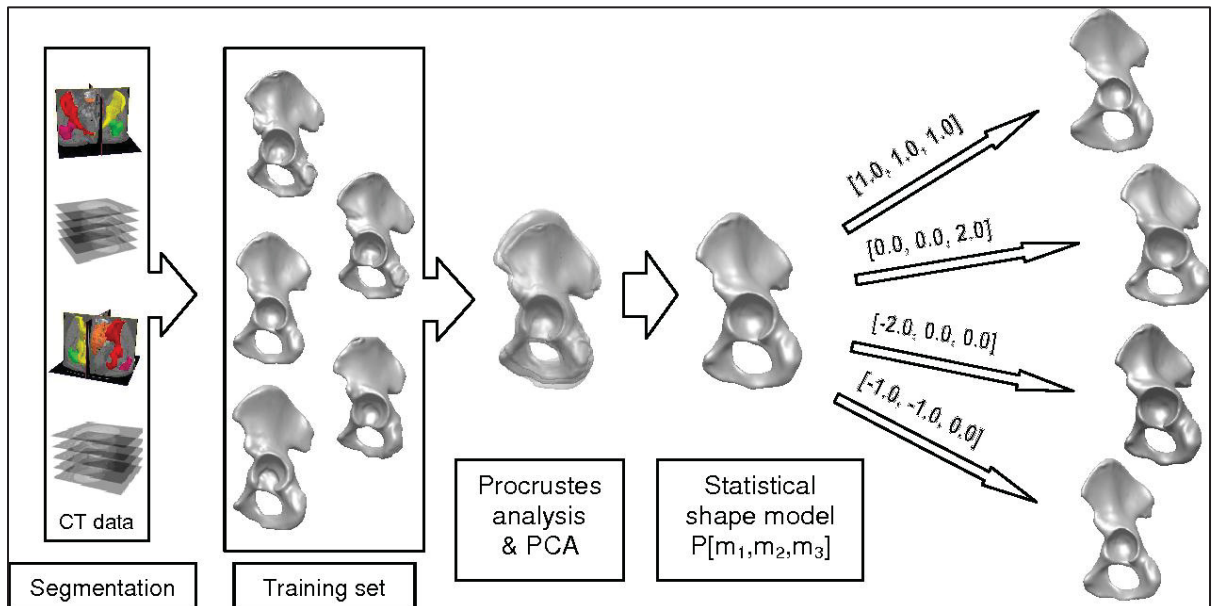 CT data
Segmentation
Training set
Procrustes
analysis
& PCA
Statistical
shape model
P[m₁,m₂,m₃]
[1.0, 1.0, 1.0]
[0.0, 0.0, 2.0]
[-2.0, 0.0, 0.0]
[-1.0, -1.0, 0.0]